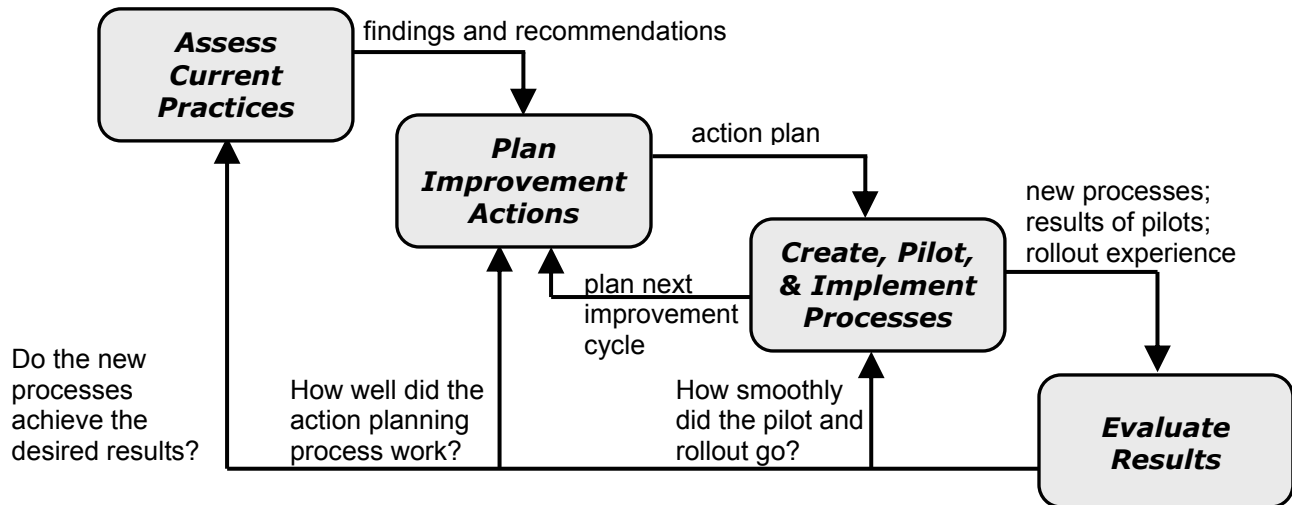 Assess
Current
Practices
findings and recommendations
Plan
Improvement
Actions
action plan
Create, Pilot,
& Implement
Processes
new processes;
results of pilots;
rollout experience
plan next
improvement
cycle
Evaluate
Results
Do the new
processes
achieve the
desired results?
How well did the
action planning
process work?
How smoothly
did the pilot and
rollout go?